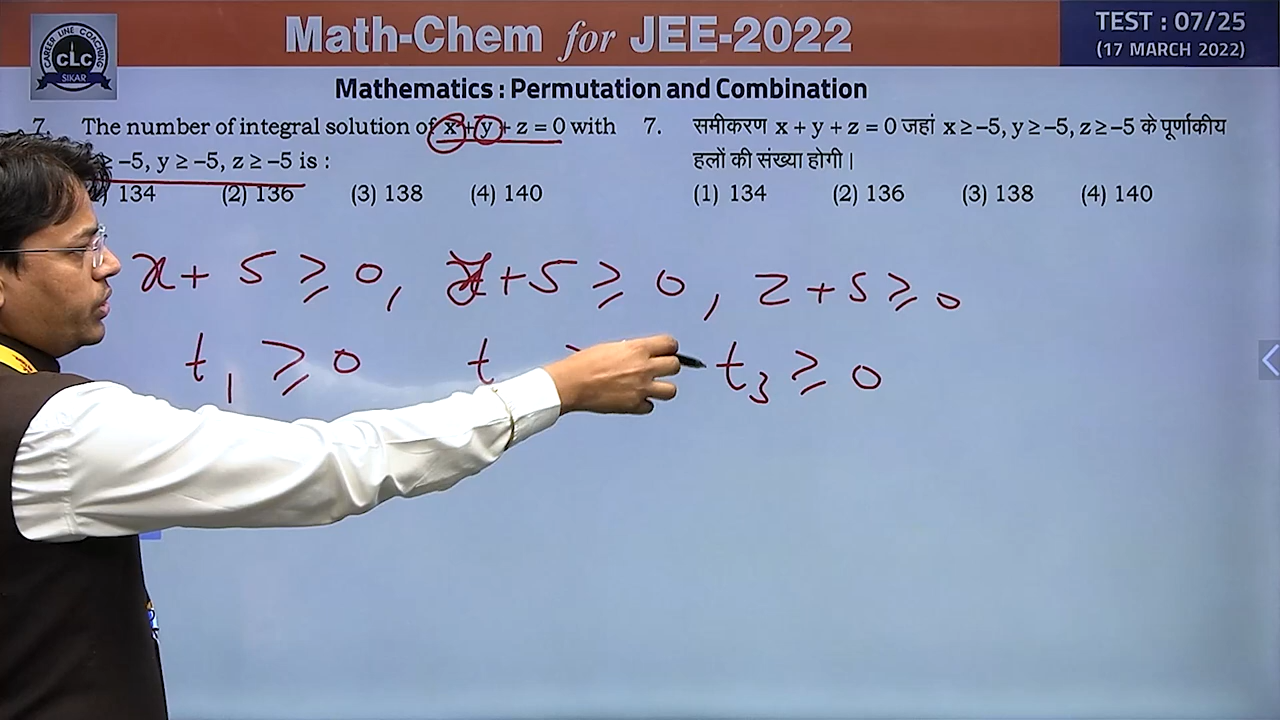 Math-Chem for JEE-2022
TEST : 07/25
(17 MARCH 2022)
CAREER LINE COACHING
CLC
SIKAR
Mathematics : Permutation and Combination
7. The number of integral solution of x + y + z = 0 with
≥ –5, y ≥ –5, z ≥ –5 is :
134 (2) 136 (3) 138 (4) 140
7. समीकरण x + y + z = 0 जहां x ≥ –5, y ≥ –5, z ≥ –5 के पूर्णाकीय
हलों की संख्या होगी।
(1) 134 (2) 136 (3) 138 (4) 140
x + 5 ≥ 0, y + 5 ≥ 0, z + 5 ≥ 0
t₁ ≥ 0 t t₃ ≥ 0